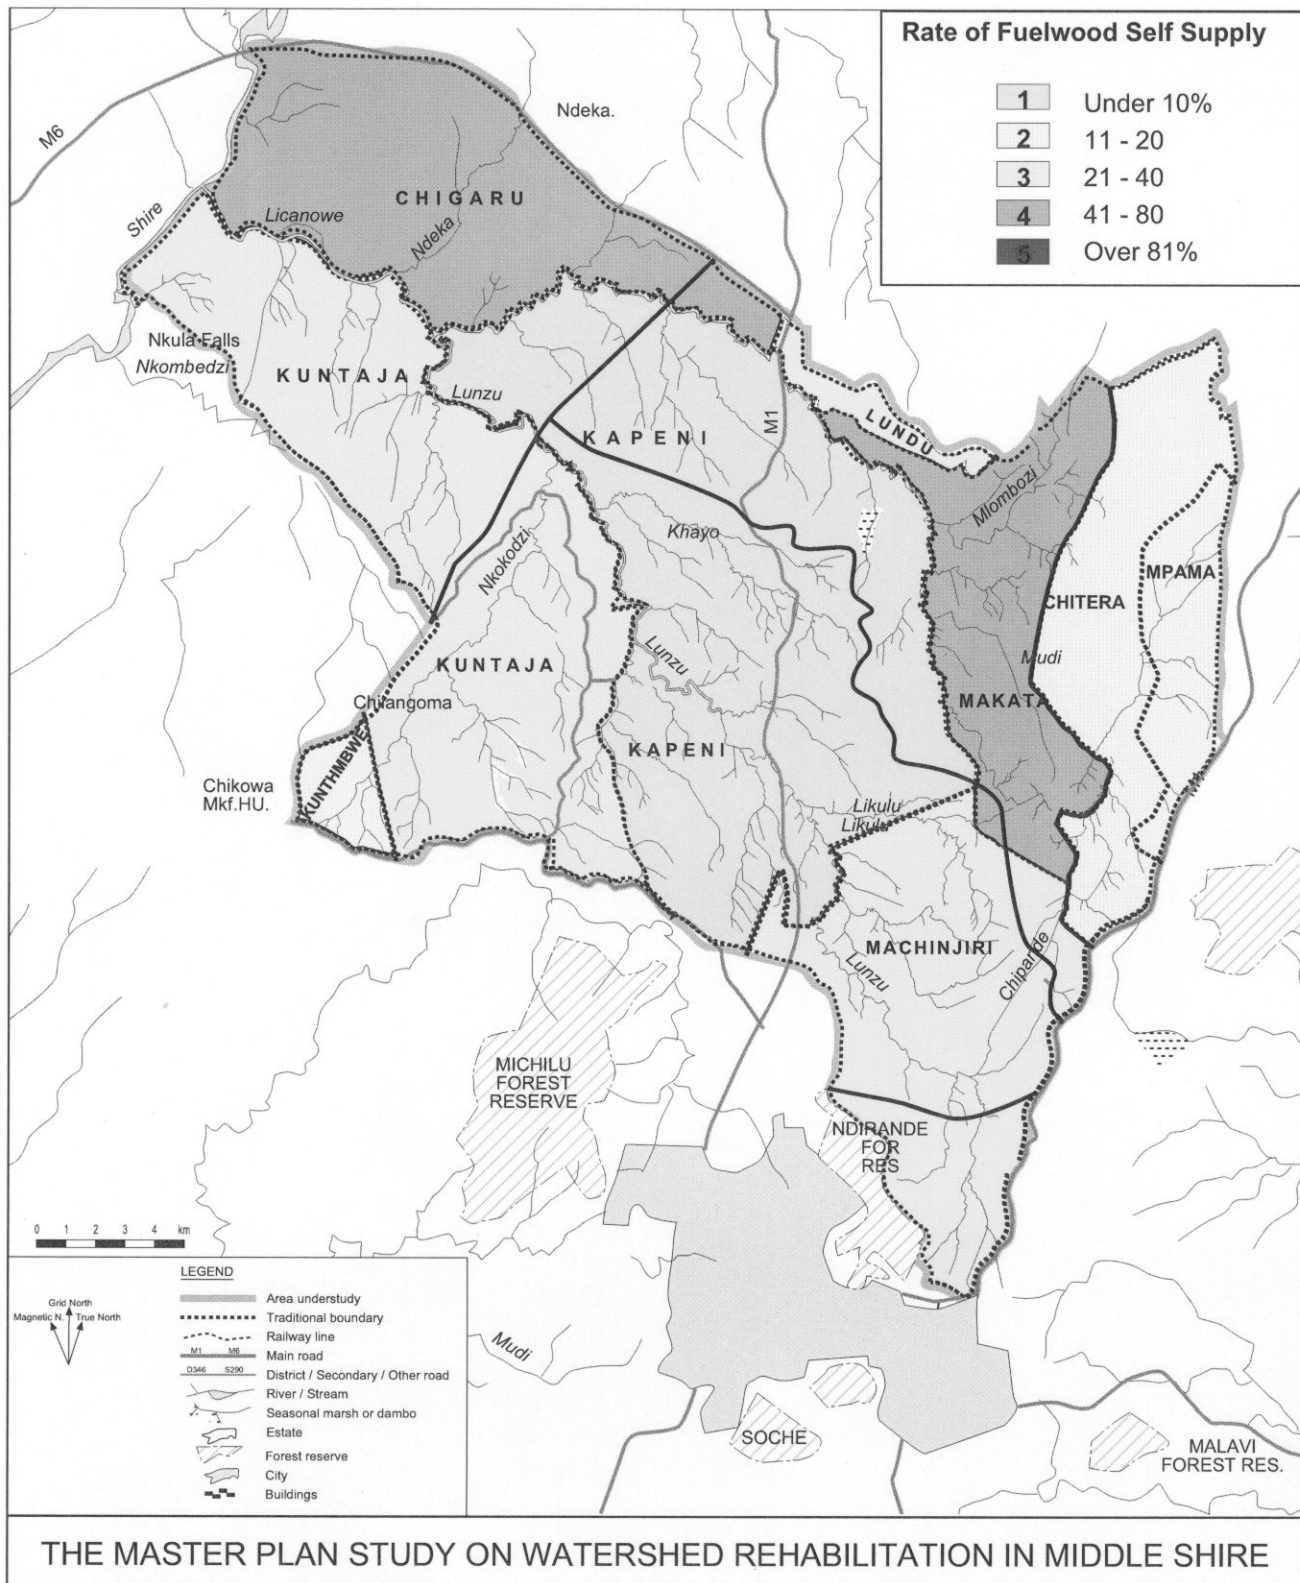 Rate of Fuelwood Self Supply
1 Under 10%
2 11 - 20
3 21 - 40
4 41 - 80
5 Over 81%
M6
Ndeka.
CHIGARU
Shire
Licanowe
Ndeka
Nkula Falls
Nkombedzi
KUNTAJA
Lunzu
KAPENI
M1
LUNDU
Mlombozi
Khayo
Nkokodzi
MPAMA
CHITERA
Lunzu
Mudi
KUNTAJA
Chilangoma
MAKATA
KUNTHMBWE
KAPENI
Chikowa
Mkf.HU.
Likulu
Likulu
MACHINJIRI
Lunzu
Chipande
MICHILU
FOREST
RESERVE
NDIRANDE
FOR
RES
0 1 2 3 4 km
LEGEND
Grid North
Magnetic N. True North
Area understudy
Traditional boundary
Railway line
M1 M6
Main road
D346 S290
District / Secondary / Other road
River / Stream
Seasonal marsh or dambo
Estate
Forest reserve
City
Buildings
Mudi
SOCHE
MALAVI
FOREST RES.
THE MASTER PLAN STUDY ON WATERSHED REHABILITATION IN MIDDLE SHIRE